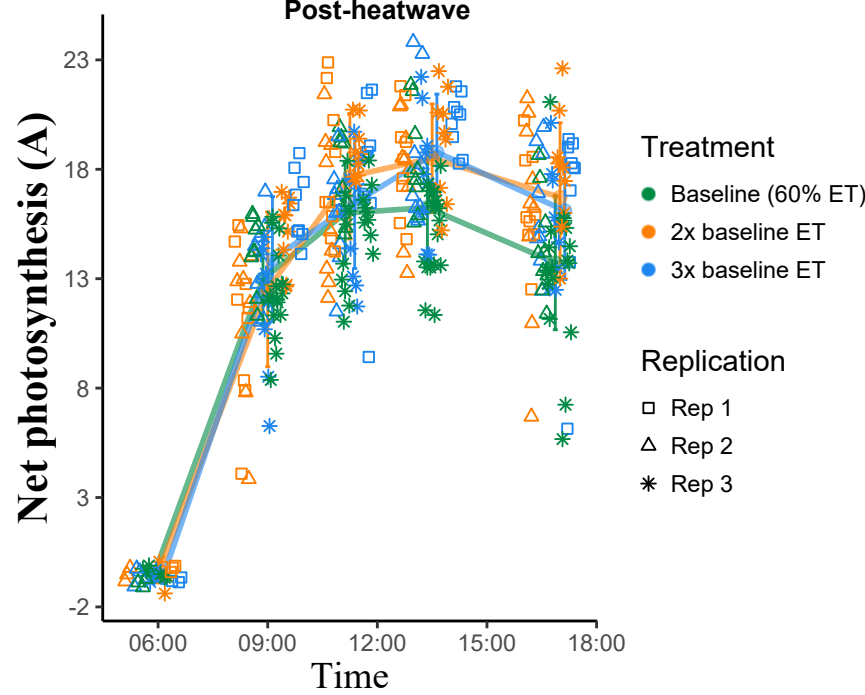 Post-heatwave
Net photosynthesis (A)
23
18
13
8
3
-2
06:00 09:00 12:00 15:00 18:00
Time
Treatment
Baseline (60% ET)
2x baseline ET
3x baseline ET
Replication
Rep 1
Rep 2
Rep 3